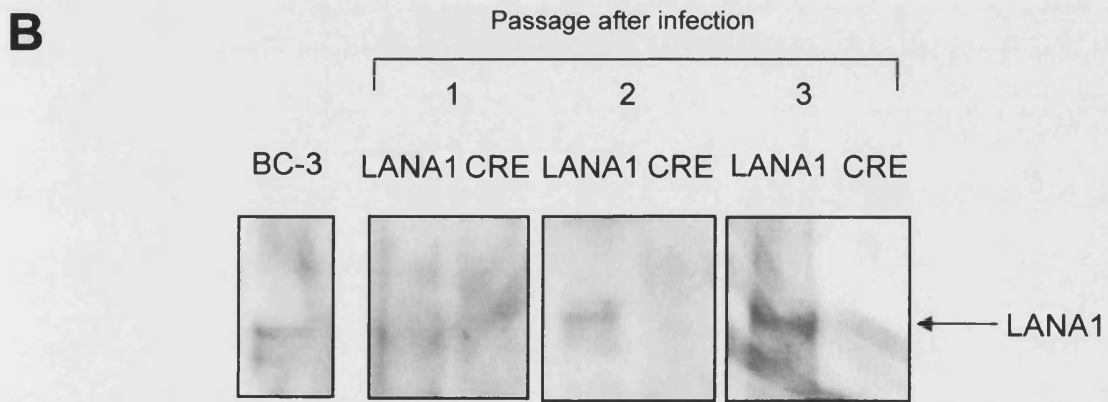 B
Passage after infection
1 2 3
BC-3 LANA1 CRE LANA1 CRE LANA1 CRE
LANA1